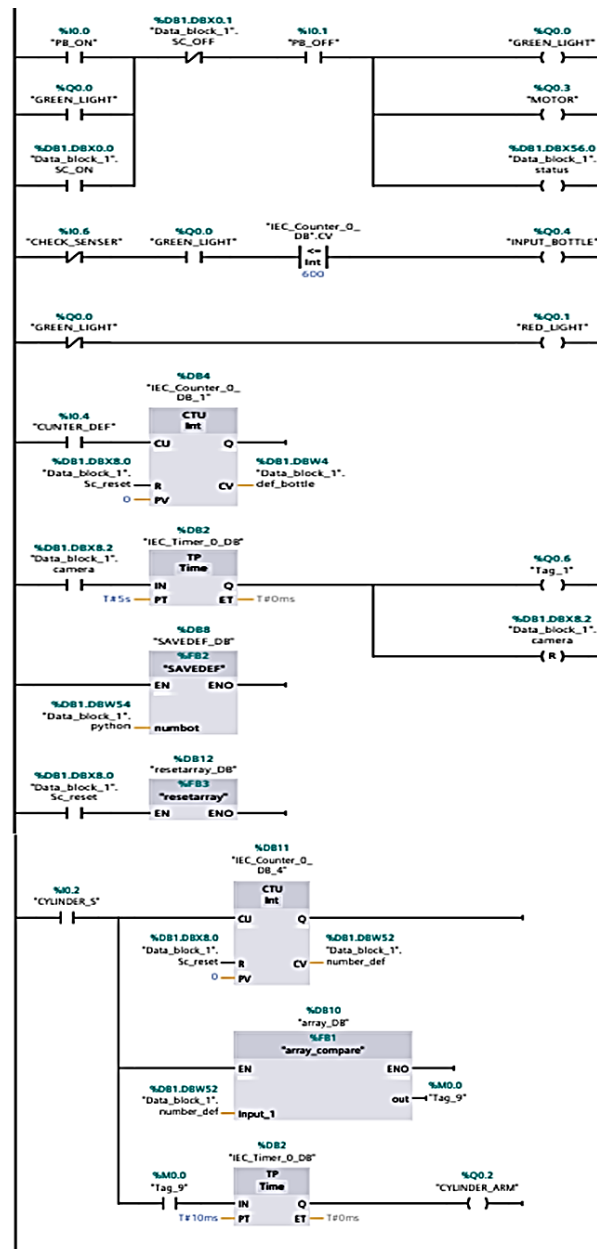 %I0.0
"PB_ON"
%DB1.DBX0.1
"Data_block_1".
SC_OFF
%I0.1
"PB_OFF"
%Q0.0
"GREEN_LIGHT"
%Q0.0
"GREEN_LIGHT"
%Q0.3
"MOTOR"
%DB1.DBX0.0
"Data_block_1".
SC_ON
%DB1.DBX56.0
"Data_block_1".
status
%I0.6
"CHECK_SENSER"
%Q0.0
"GREEN_LIGHT"
"IEC_Counter_0_
DB".CV
<=
Int
600
%Q0.4
"INPUT_BOTTLE"
%Q0.0
"GREEN_LIGHT"
%Q0.1
"RED_LIGHT"
%DB4
"IEC_Counter_0_
DB_1"
CTU
Int
%I0.4
"CUNTER_DEF"
CU Q
%DB1.DBX8.0
"Data_block_1".
Sc_reset
R
CV
%DB1.DBW4
"Data_block_1".
def_bottle
0 PV
%DB2
"IEC_Timer_0_DB"
TP
Time
%DB1.DBX8.2
"Data_block_1".
camera
IN Q
T#5s PT ET T#0ms
%Q0.6
"Tag_1"
%DB1.DBX8.2
"Data_block_1".
camera
R
%DB8
"SAVEDEF_DB"
%FB2
"SAVEDEF"
EN ENO
%DB1.DBW54
"Data_block_1".
python
numbot
%DB12
"resetarray_DB"
%FB3
"resetarray"
%DB1.DBX8.0
"Data_block_1".
Sc_reset
EN ENO
%DB11
"IEC_Counter_0_
DB_4"
CTU
Int
%I0.2
"CYLINDER_S"
CU Q
%DB1.DBX8.0
"Data_block_1".
Sc_reset
R
CV
%DB1.DBW52
"Data_block_1".
number_def
0 PV
%DB10
"array_DB"
%FB1
"array_compare"
EN ENO
%DB1.DBW52
"Data_block_1".
number_def
Input_1
out
%M0.0
"Tag_9"
%DB2
"IEC_Timer_0_DB"
TP
Time
%M0.0
"Tag_9"
IN Q
T#10ms PT ET T#0ms
%Q0.2
"CYLINDER_ARM"